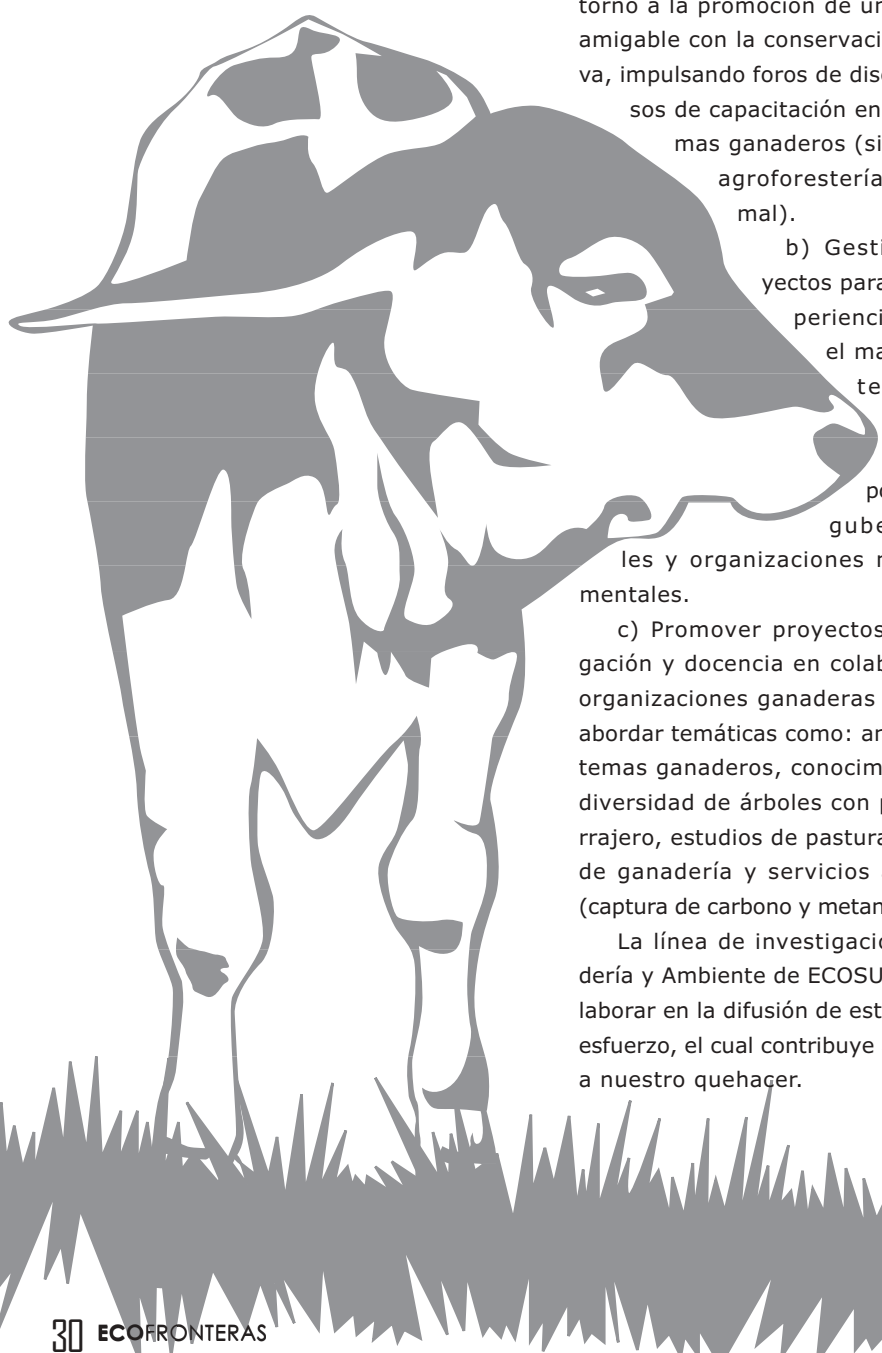 torno a la promoción de un
amigable con la conservaci
va, impulsando foros de dis
sos de capacitación en
mas ganaderos (si
agroforestería
mal).
b) Gesti
yectos para
perienci
el ma
te
po
gube
les y organizaciones
mentales.
c) Promover proyectos
gación y docencia en colab
organizaciones ganaderas
abordar temáticas como: a
temas ganaderos, conocim
diversidad de árboles con
rrajero, estudios de pastura
de ganadería y servicios
(captura de carbono y metan
La línea de investigació
dería y Ambiente de ECOSU
laborar en la difusión de est
esfuerzo, el cual contribuye
a nuestro quehacer.
30 ECOFRONTERAS